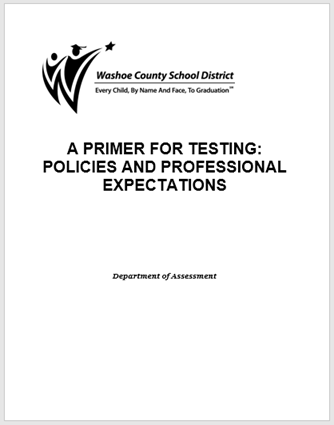 Washoe County School District
Every Child, By Name And Face, To Graduation℠
A PRIMER FOR TESTING:
POLICIES AND PROFESSIONAL
EXPECTATIONS
Department of Assessment